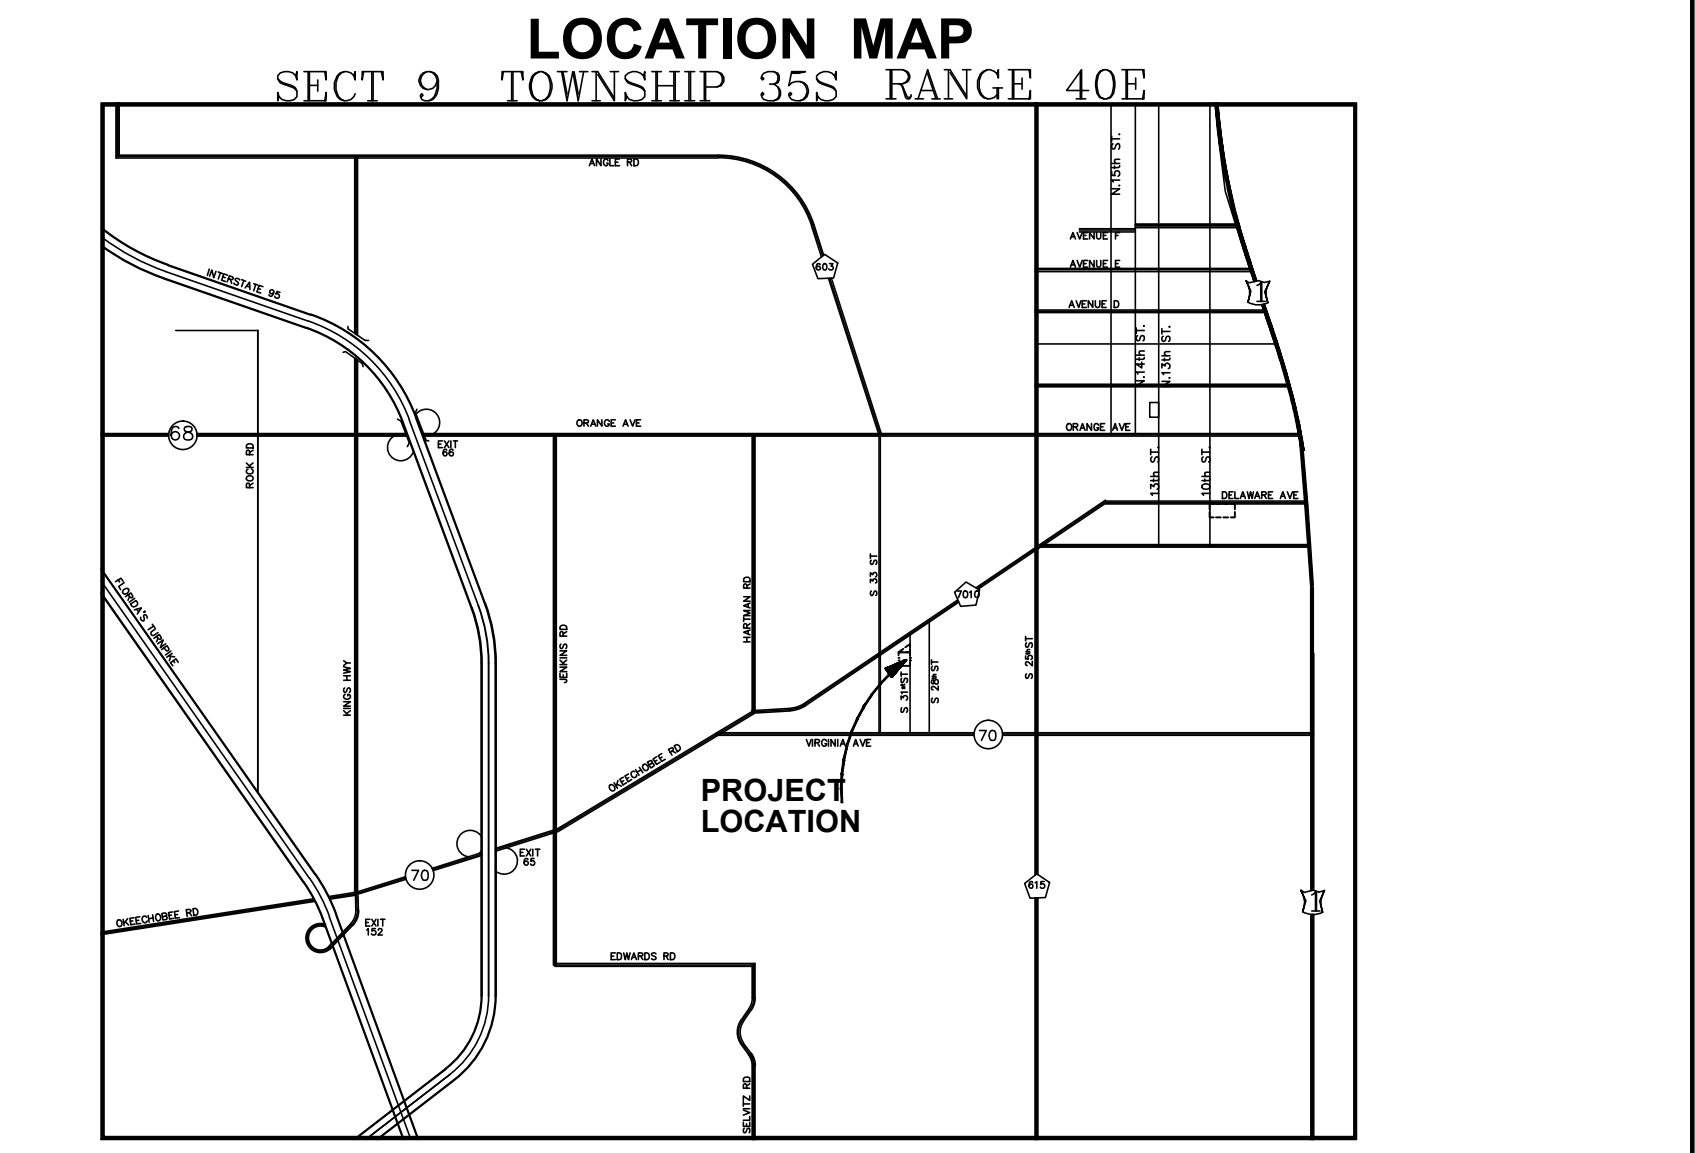 LOCATION MAP
SECT 9 TOWNSHIP 35S RANGE 40E
ANGLE RD
N.15th ST.
AVENUE F
INTERSTATE 95
603
AVENUE E
1
AVENUE D
N.14th ST.
N.13th ST.
68
ORANGE AVE
ORANGE AVE
EXIT
66
ROCK RD
13th ST.
10th ST.
DELAWARE AVE
FLORIDA'S TURNPIKE
KINGS HWY
JENKINS RD
HARTMAN RD
S 33 ST
7010
S 31st ST
S 28th ST
S 25th ST
VIRGINIA AVE
70
OKEECHOBEE RD
PROJECT
LOCATION
EXIT
65
70
615
1
OKEECHOBEE RD
EXIT
152
EDWARDS RD
SELVITZ RD